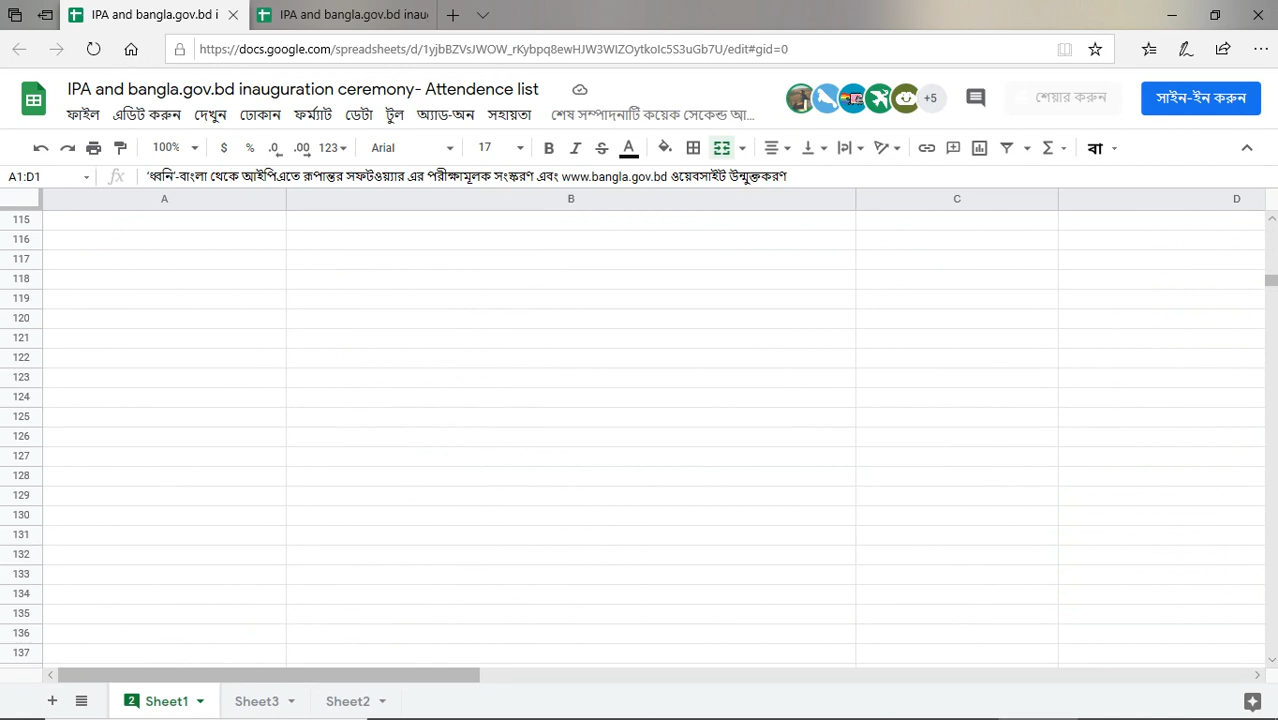 IPA and bangla.gov.bd i
IPA and bangla.gov.bd inau
https://docs.google.com/spreadsheets/d/1yjbBZVsJWOW_rKybpq8ewHJW3WIZOytkoIc5S3uGb7U/edit#gid=0
IPA and bangla.gov.bd inauguration ceremony- Attendence list
+5
শেয়ার করুন
সাইন-ইন করুন
ফাইল এডিট করুন দেখুন ঢোকান ফর্ম্যাট ডেটা টুল অ্যাড-অন সহায়তা শেষ সম্পাদনাটি কয়েক সেকেন্ড আ...
100% $ % .0 .00 123 Arial 17 B I S A Σ বা
A1:D1 fx 'ধ্বনি'-বাংলা থেকে আইপিএতে রূপান্তর সফটওয়্যার এর পরীক্ষামূলক সংস্করণ এবং www.bangla.gov.bd ওয়েবসাইট উন্মুক্তকরণ
A B C D
115
116
117
118
119
120
121
122
123
124
125
126
127
128
129
130
131
132
133
134
135
136
137
2 Sheet1 Sheet3 Sheet2